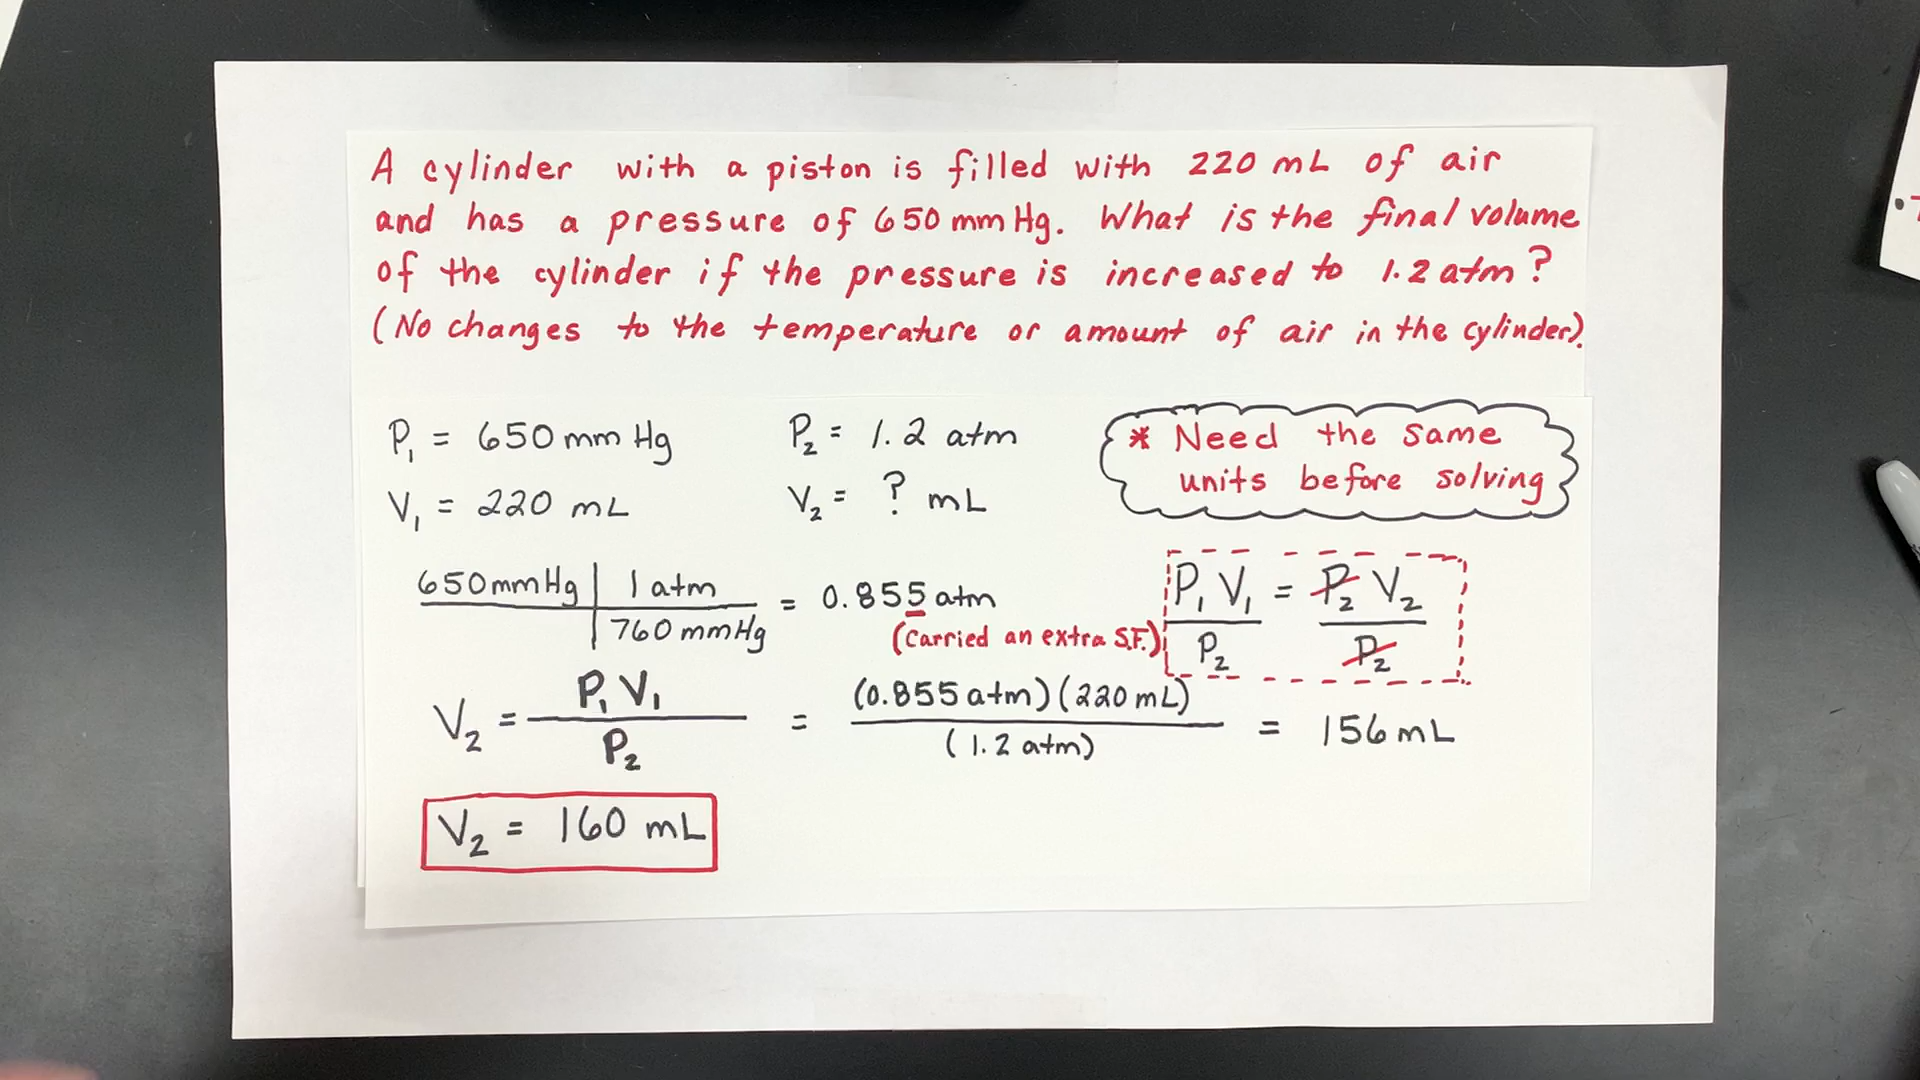 A cylinder with a piston is filled with 220 mL of air
and has a pressure of 650 mm Hg. What is the final volume
of the cylinder if the pressure is increased to 1.2 atm?
(No changes to the temperature or amount of air in the cylinder).
P₁ = 650 mm Hg
P₂ = 1.2 atm
V₁ = 220 mL
V₂ = ? mL
* Need the same
units before solving
650 mm Hg | 1 atm
760 mm Hg
= 0.855 atm
(Carried an extra S.F.)
P₁ V₁ = P₂ V₂
P₂ P₂
V₂ = P₁ V₁
P₂
= (0.855 atm) (220 mL)
(1.2 atm)
= 156 mL
V₂ = 160 mL